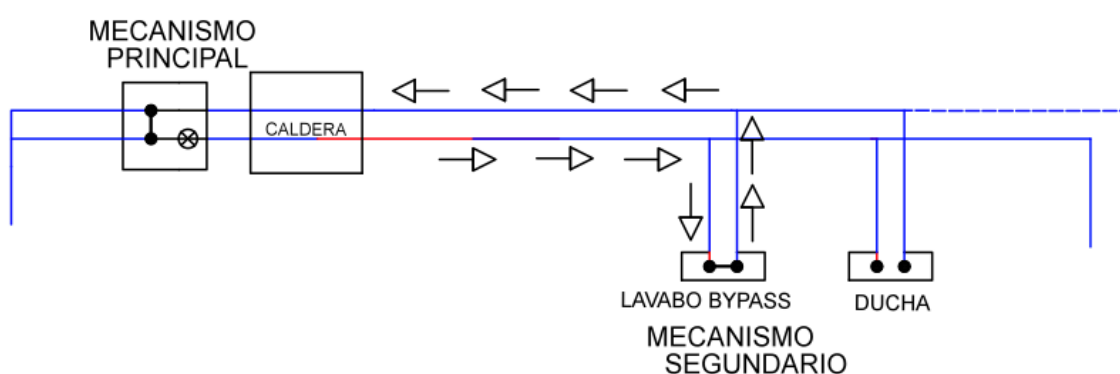 MECANISMO
PRINCIPAL
CALDERA
LAVABO BYPASS
DUCHA
MECANISMO
SEGUNDARIO